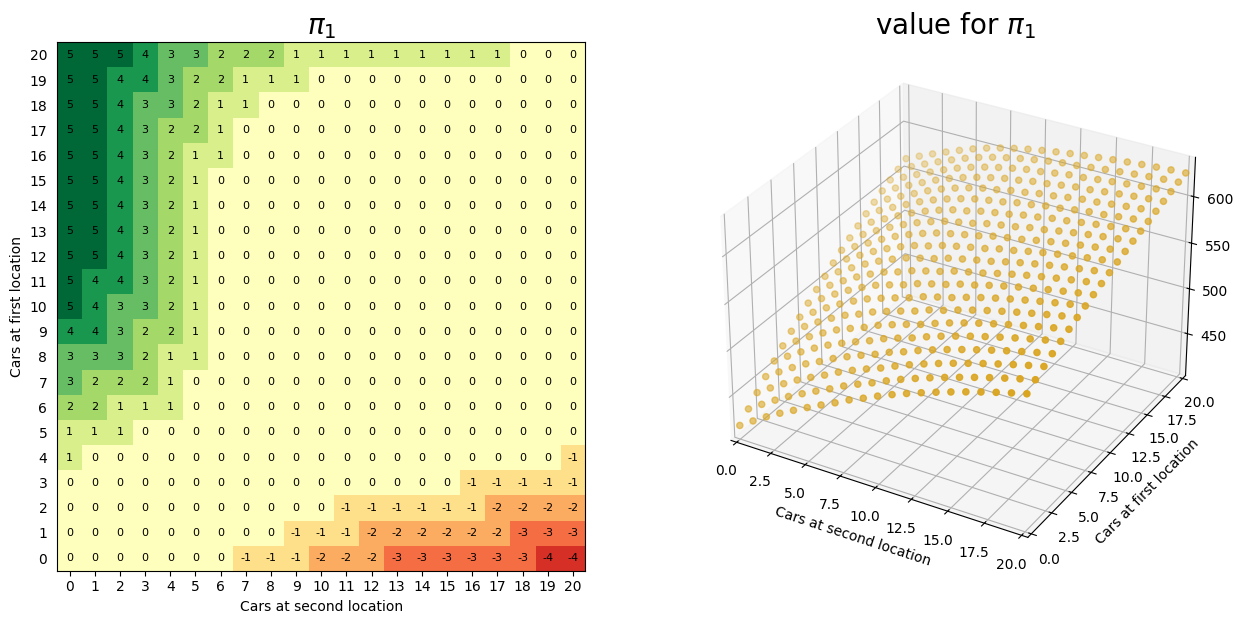 π1
20 5 5 5 4 3 3 2 2 2 1 1 1 1 1 1 1 1 1 0 0 0
19 5 5 4 4 3 2 2 1 1 1 0 0 0 0 0 0 0 0 0 0 0
18 5 5 4 3 3 2 1 1 0 0 0 0 0 0 0 0 0 0 0 0 0
17 5 5 4 3 2 2 1 0 0 0 0 0 0 0 0 0 0 0 0 0 0
16 5 5 4 3 2 1 1 0 0 0 0 0 0 0 0 0 0 0 0 0 0
15 5 5 4 3 2 1 0 0 0 0 0 0 0 0 0 0 0 0 0 0 0
14 5 5 4 3 2 1 0 0 0 0 0 0 0 0 0 0 0 0 0 0 0
13 5 5 4 3 2 1 0 0 0 0 0 0 0 0 0 0 0 0 0 0 0
12 5 5 4 3 2 1 0 0 0 0 0 0 0 0 0 0 0 0 0 0 0
11 5 4 4 3 2 1 0 0 0 0 0 0 0 0 0 0 0 0 0 0 0
10 5 4 3 3 2 1 0 0 0 0 0 0 0 0 0 0 0 0 0 0 0
9 4 4 3 2 2 1 0 0 0 0 0 0 0 0 0 0 0 0 0 0 0
8 3 3 3 2 1 1 0 0 0 0 0 0 0 0 0 0 0 0 0 0 0
7 3 2 2 2 1 0 0 0 0 0 0 0 0 0 0 0 0 0 0 0 0
6 2 2 1 1 1 0 0 0 0 0 0 0 0 0 0 0 0 0 0 0 0
5 1 1 1 0 0 0 0 0 0 0 0 0 0 0 0 0 0 0 0 0 0
4 1 0 0 0 0 0 0 0 0 0 0 0 0 0 0 0 0 0 0 0 -1
3 0 0 0 0 0 0 0 0 0 0 0 0 0 0 0 0 -1 -1 -1 -1 -1
2 0 0 0 0 0 0 0 0 0 0 0 -1 -1 -1 -1 -1 -1 -2 -2 -2 -2
1 0 0 0 0 0 0 0 0 0 -1 -1 -1 -2 -2 -2 -2 -2 -2 -3 -3 -3
0 0 0 0 0 0 0 0 -1 -1 -1 -2 -2 -2 -3 -3 -3 -3 -3 -3 -4 -4
0 1 2 3 4 5 6 7 8 9 10 11 12 13 14 15 16 17 18 19 20
Cars at second location
Cars at first location
value for π1
600
550
500
450
0.0 2.5 5.0 7.5 10.0 12.5 15.0 17.5 20.0
Cars at second location
0.0 2.5 5.0 7.5 10.0 12.5 15.0 17.5 20.0
Cars at first location